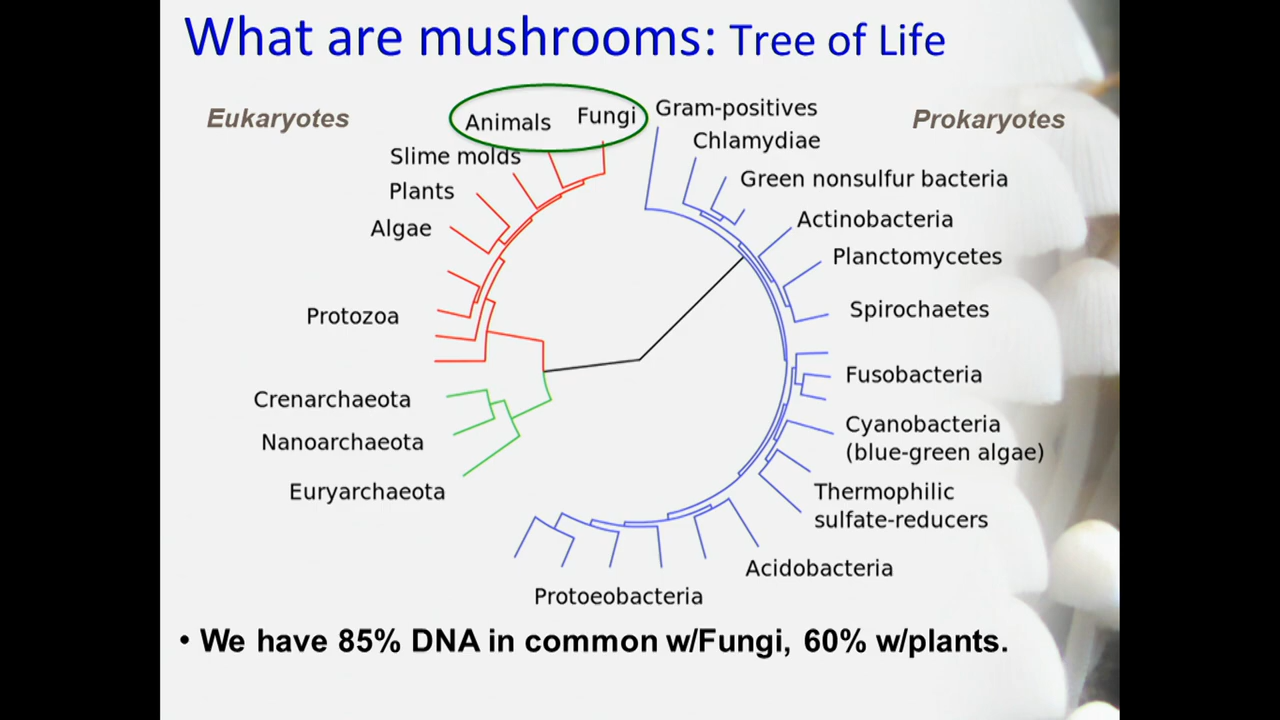 What are mushrooms: Tree of Life
Eukaryotes
Prokaryotes
Animals
Fungi
Slime molds
Plants
Algae
Protozoa
Crenarchaeota
Nanoarchaeota
Euryarchaeota
Gram-positives
Chlamydiae
Green nonsulfur bacteria
Actinobacteria
Planctomycetes
Spirochaetes
Fusobacteria
Cyanobacteria
(blue-green algae)
Thermophilic
sulfate-reducers
Acidobacteria
Protoeobacteria
• We have 85% DNA in common w/Fungi, 60% w/plants.